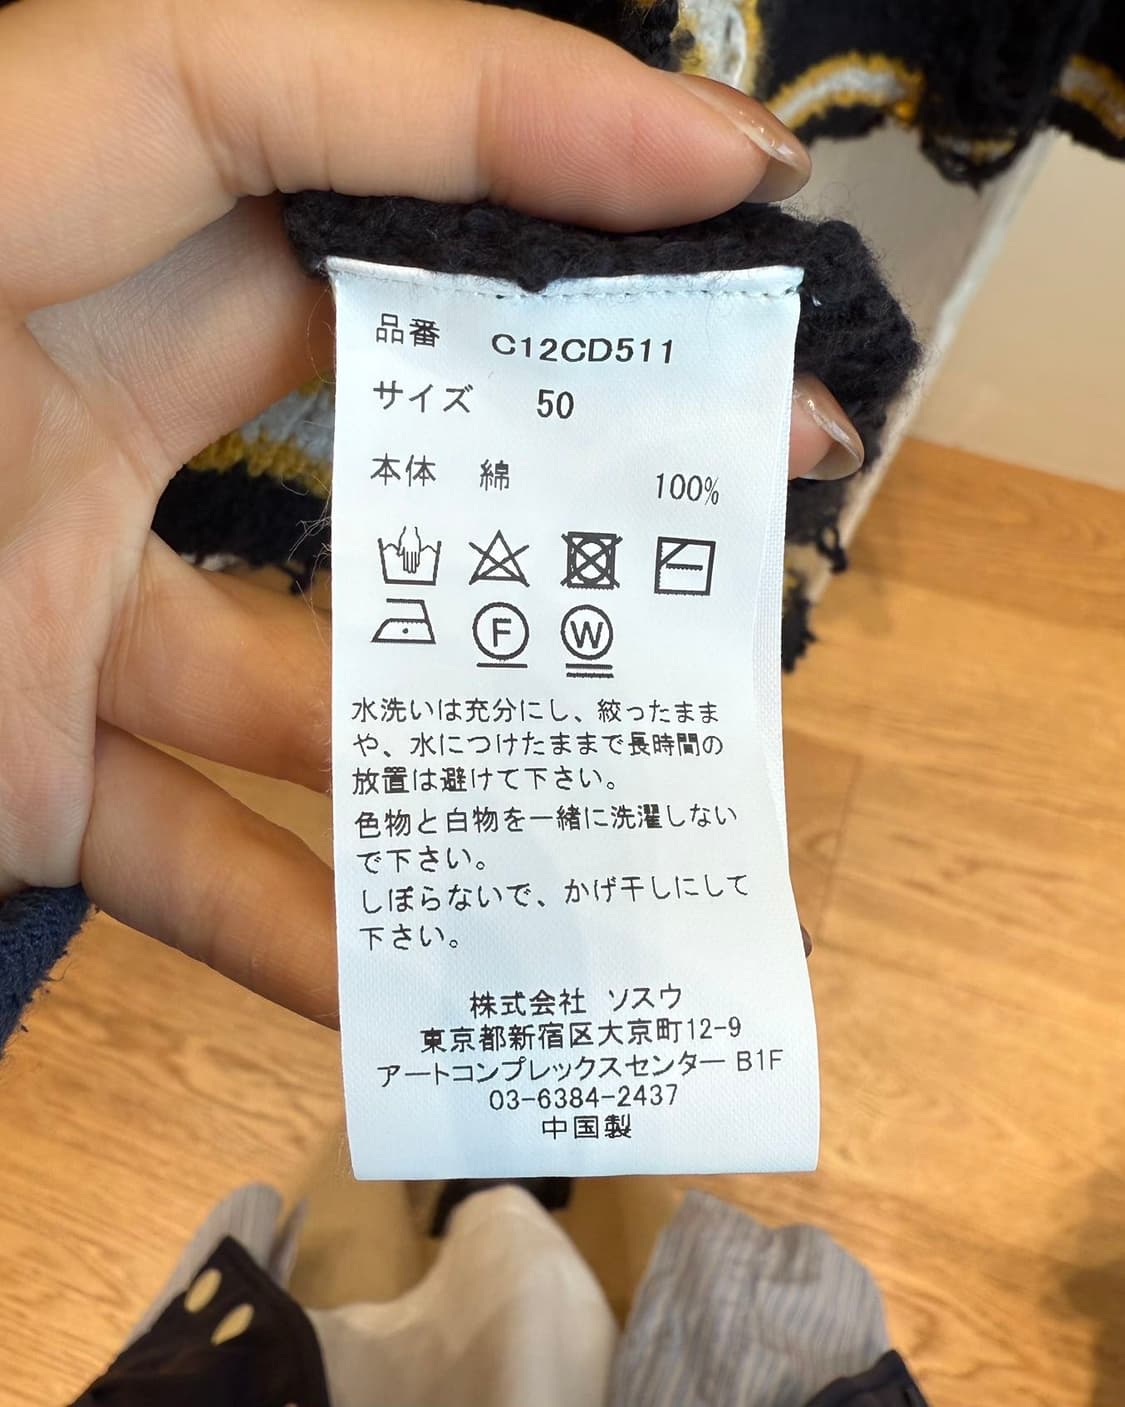 品番 C12CD511
サイズ 50
本体 綿 100%
F W
水洗いは充分にし、絞ったまま
や、水につけたままで長時間の
放置は避けて下さい。
色物と白物を一緒に洗濯しない
で下さい。
しぼらないで、かげ干しにして
下さい。
株式会社 ソスウ
東京都新宿区大京町12-9
アートコンプレックスセンター B1F
03-6384-2437
中国製